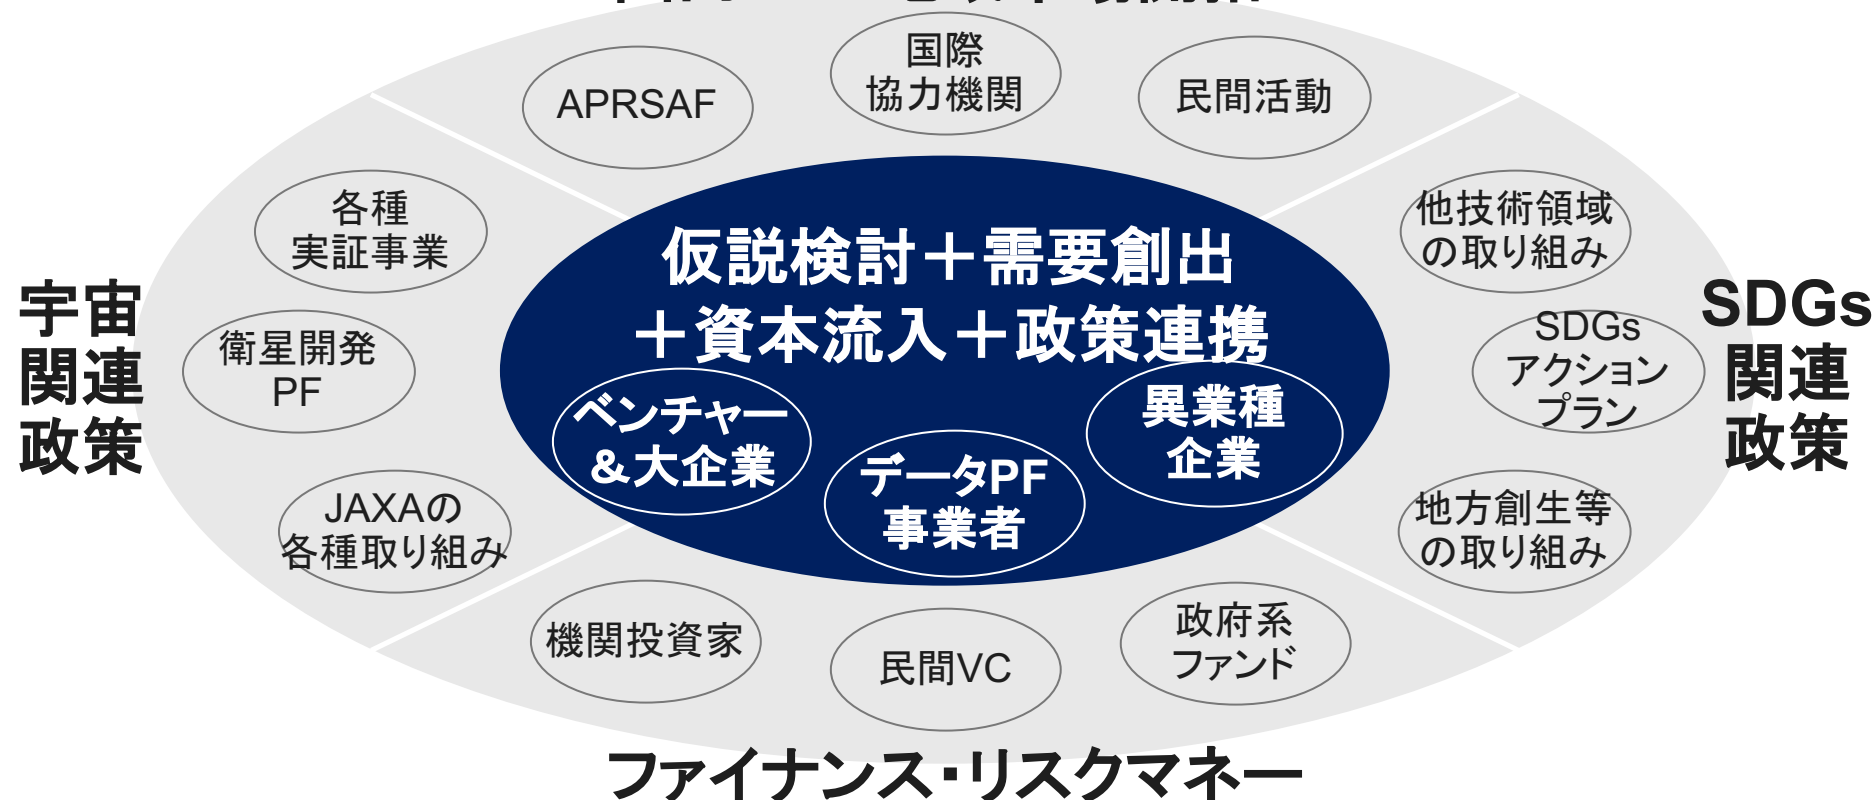 APRSAF
国際
協力機関
民間活動
各種
実証事業
他技術領域
の取り組み
仮説検討＋需要創出
＋資本流入＋政策連携
宇宙
関連
政策
衛星開発
PF
SDGs
アクション
プラン
SDGs
関連
政策
ベンチャー
&大企業
データPF
事業者
異業種
企業
JAXAの
各種取り組み
地方創生等
の取り組み
機関投資家
民間VC
政府系
ファンド
ファイナンス・リスクマネー